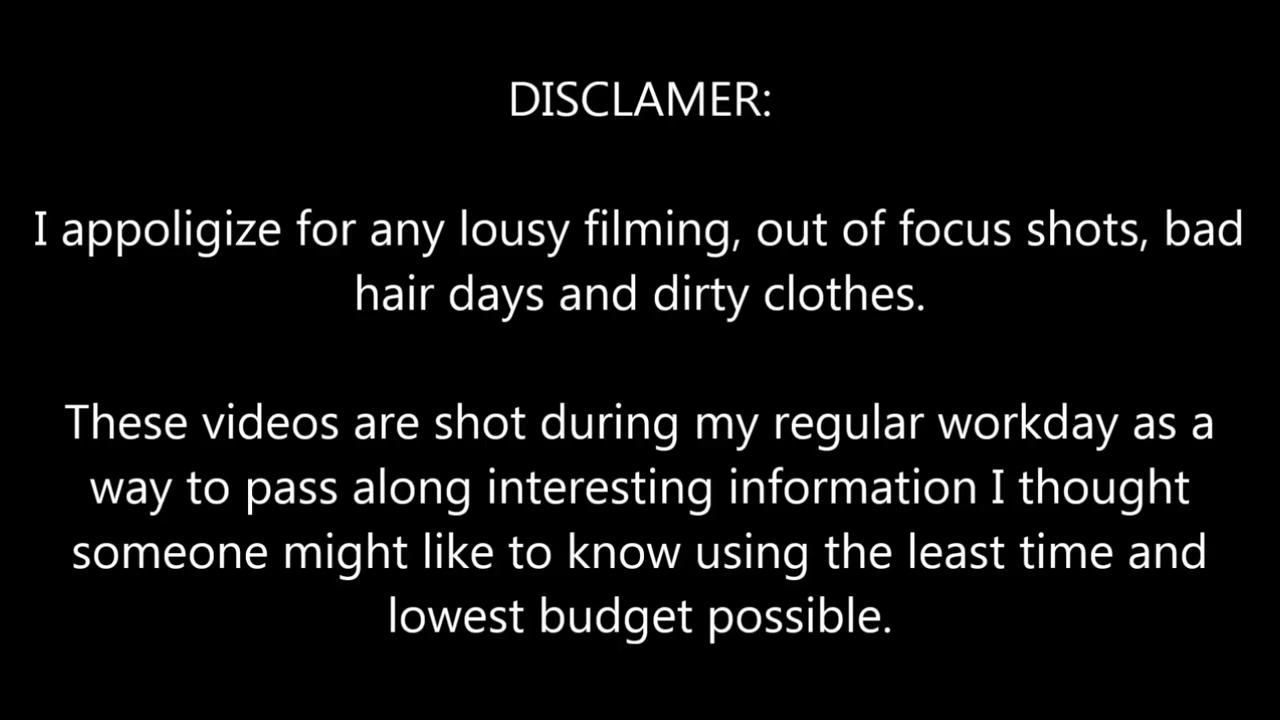 DISCLAMER:
I appoligize for any lousy filming, out of focus shots, bad
hair days and dirty clothes.
These videos are shot during my regular workday as a
way to pass along interesting information I thought
someone might like to know using the least time and
lowest budget possible.